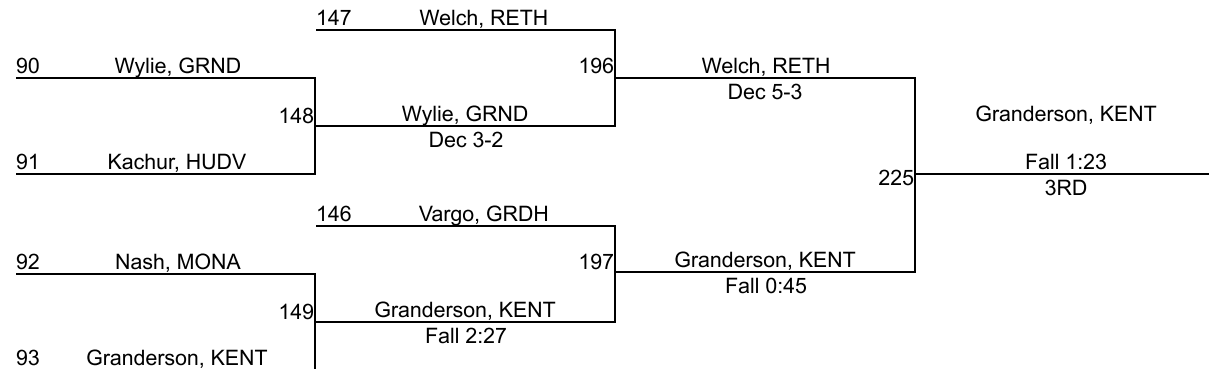 147 Welch, RETH
90 Wylie, GRND
196 Welch, RETH
Dec 5-3
148 Wylie, GRND
Dec 3-2
Granderson, KENT
91 Kachur, HUDV
Fall 1:23
225
3RD
146 Vargo, GRDH
92 Nash, MONA
197 Granderson, KENT
Fall 0:45
149 Granderson, KENT
Fall 2:27
93 Granderson, KENT